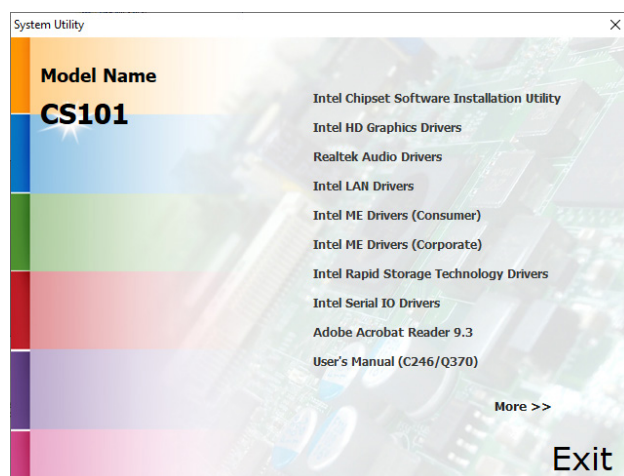 System Utility
Model Name
CS101
Intel Chipset Software Installation Utility
Intel HD Graphics Drivers
Realtek Audio Drivers
Intel LAN Drivers
Intel ME Drivers (Consumer)
Intel ME Drivers (Corporate)
Intel Rapid Storage Technology Drivers
Intel Serial IO Drivers
Adobe Acrobat Reader 9.3
User's Manual (C246/Q370)
More >>
Exit